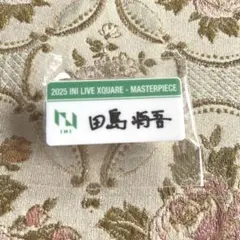 2025 INI LIVE XQUARE - MASTERPIECE
INI
田島 将吾